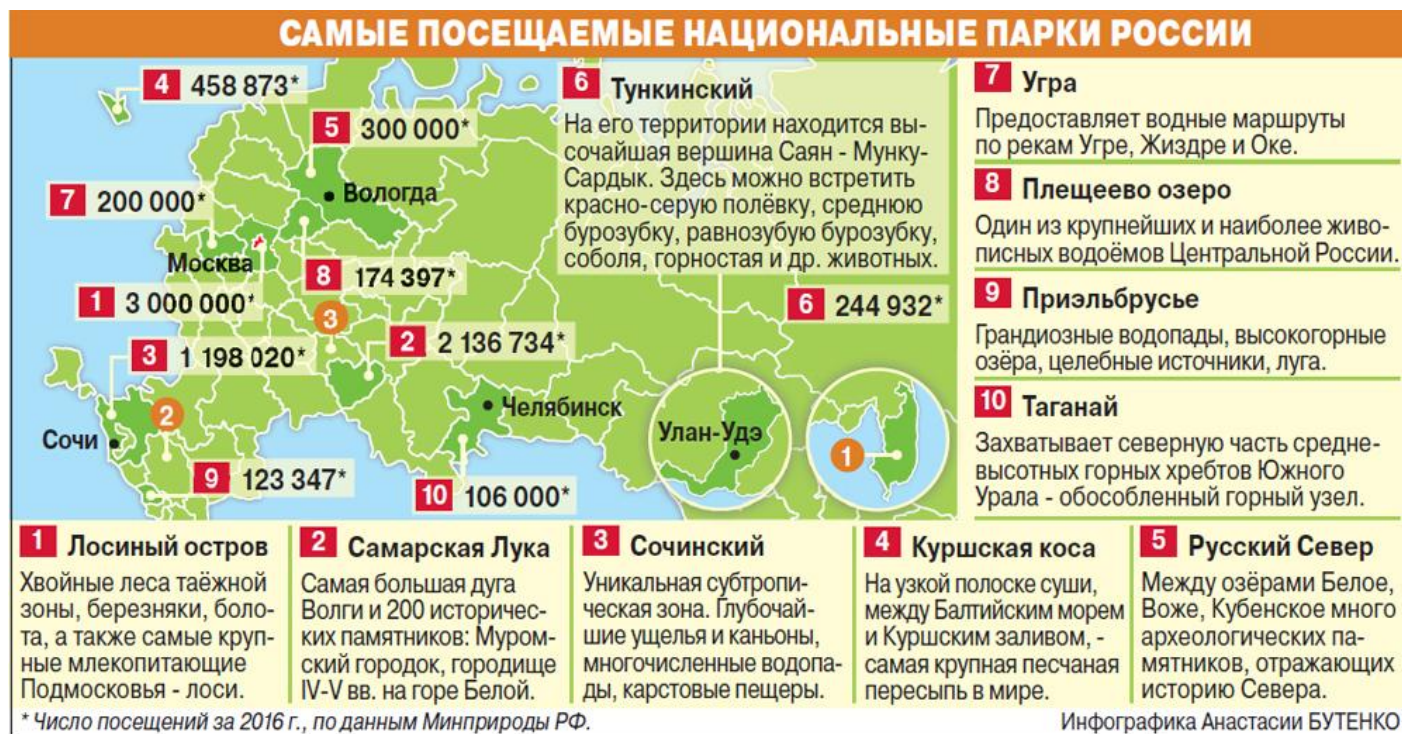 САМЫЕ ПОСЕЩАЕМЫЕ НАЦИОНАЛЬНЫЕ ПАРКИ РОССИИ
4 458 873*
5 300 000*
Вологда
7 200 000*
Москва
8 174 397*
1 3 000 000*
3
2 2 136 734*
3 1 198 020*
2
Челябинск
Сочи
9 123 347*
10 106 000*
6 Тункинский
На его территории находится вы-
сочайшая вершина Саян - Мунку-
Сардык. Здесь можно встретить
красно-серую полёвку, среднюю
бурозубку, равнозубую бурозубку,
соболя, горностая и др. животных.
6 244 932*
Улан-Удэ
1
7 Угра
Предоставляет водные маршруты
по рекам Угре, Жиздре и Оке.
8 Плещеево озеро
Один из крупнейших и наиболее живо-
писных водоёмов Центральной России.
9 Приэльбрусье
Грандиозные водопады, высокогорные
озёра, целебные источники, луга.
10 Таганай
Захватывает северную часть средне-
высотных горных хребтов Южного
Урала - обособленный горный узел.
1 Лосиный остров
Хвойные леса таёжной
зоны, березняки, боло-
та, а также самые круп-
ные млекопитающие
Подмосковья - лоси.
2 Самарская Лука
Самая большая дуга
Волги и 200 историчес-
ких памятников: Муром-
ский городок, городище
IV-V вв. на горе Белой.
3 Сочинский
Уникальная субтропи-
ческая зона. Глубочай-
шие ущелья и каньоны,
многочисленные водопа-
ды, карстовые пещеры.
4 Куршская коса
На узкой полоске суши,
между Балтийским морем
и Куршским заливом, -
самая крупная песчаная
пересыпь в мире.
5 Русский Север
Между озёрами Белое,
Воже, Кубенское много
археологических па-
мятников, отражающих
историю Севера.
* Число посещений за 2016 г., по данным Минприроды РФ.
Инфографика Анастасии БУТЕНКО